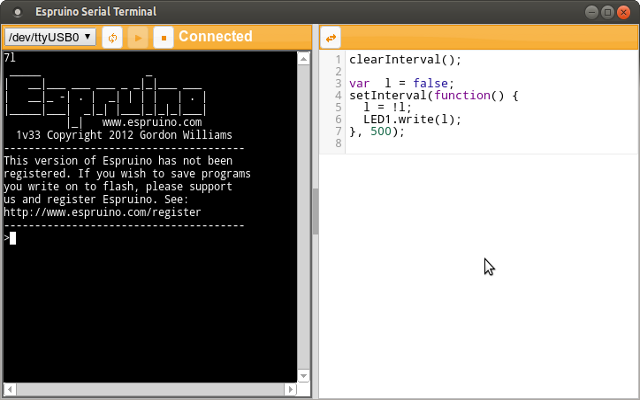 Espruino Serial Terminal
/dev/ttyUSB0
Connected
7l
Espruino
www.espruino.com
1v33 Copyright 2012 Gordon Williams
---------------------------------------
This version of Espruino has not been
registered. If you wish to save programs
you write on to flash, please support
us and register Espruino. See:
http://www.espruino.com/register
---------------------------------------
>
1 clearInterval();
2
3 var  l = false;
4 setInterval(function() {
5   l = !l;
6   LED1.write(l);
7 }, 500);
8